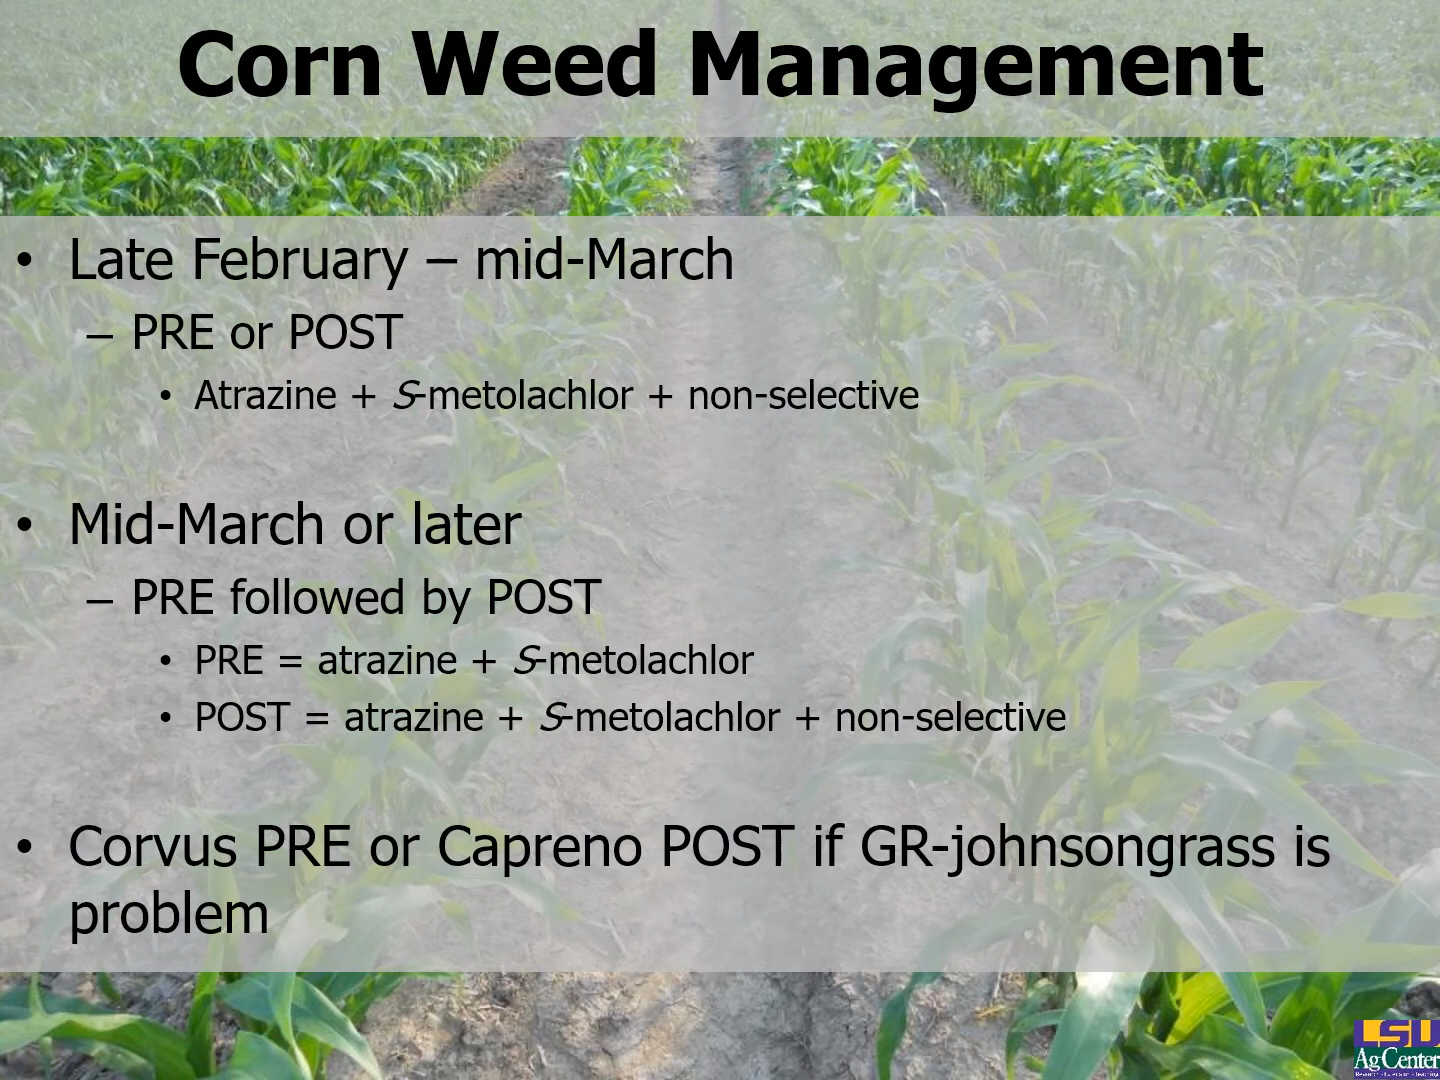 Corn Weed Management
• Late February – mid-March
– PRE or POST
• Atrazine + S-metolachlor + non-selective
• Mid-March or later
– PRE followed by POST
• PRE = atrazine + S-metolachlor
• POST = atrazine + S-metolachlor + non-selective
• Corvus PRE or Capreno POST if GR-johnsongrass is
problem
LSU
AgCenter